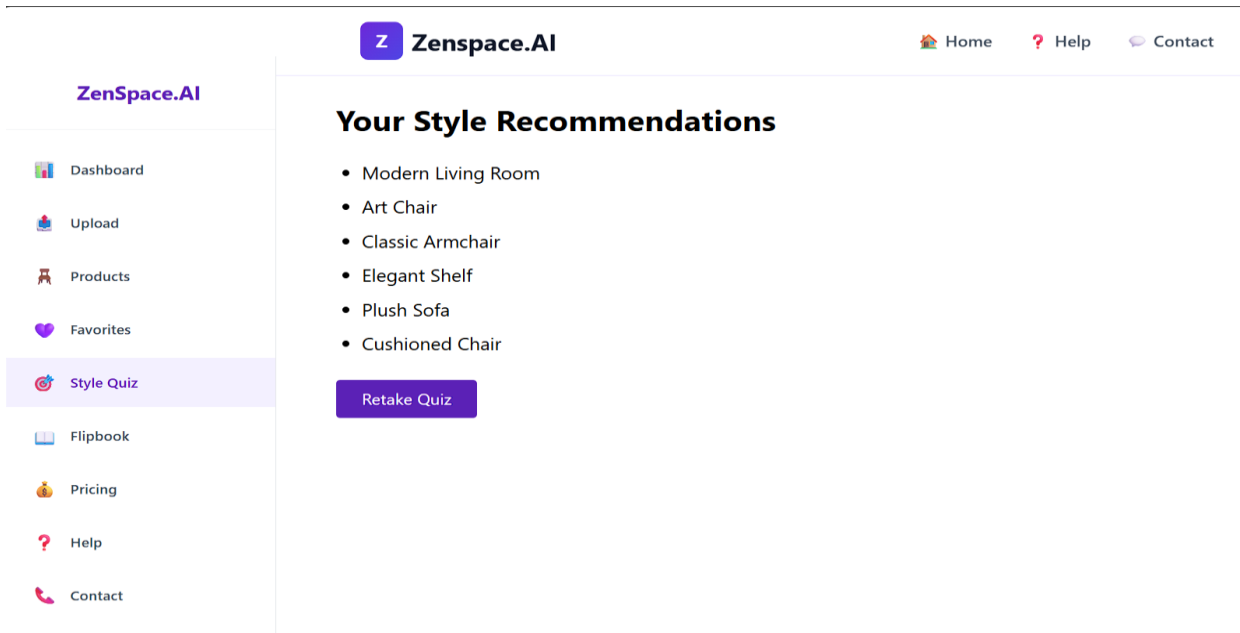 Z Zenspace.AI
Home
Help
Contact
ZenSpace.AI
Dashboard
Upload
Products
Favorites
Style Quiz
Flipbook
Pricing
Help
Contact
Your Style Recommendations
• Modern Living Room
• Art Chair
• Classic Armchair
• Elegant Shelf
• Plush Sofa
• Cushioned Chair
Retake Quiz